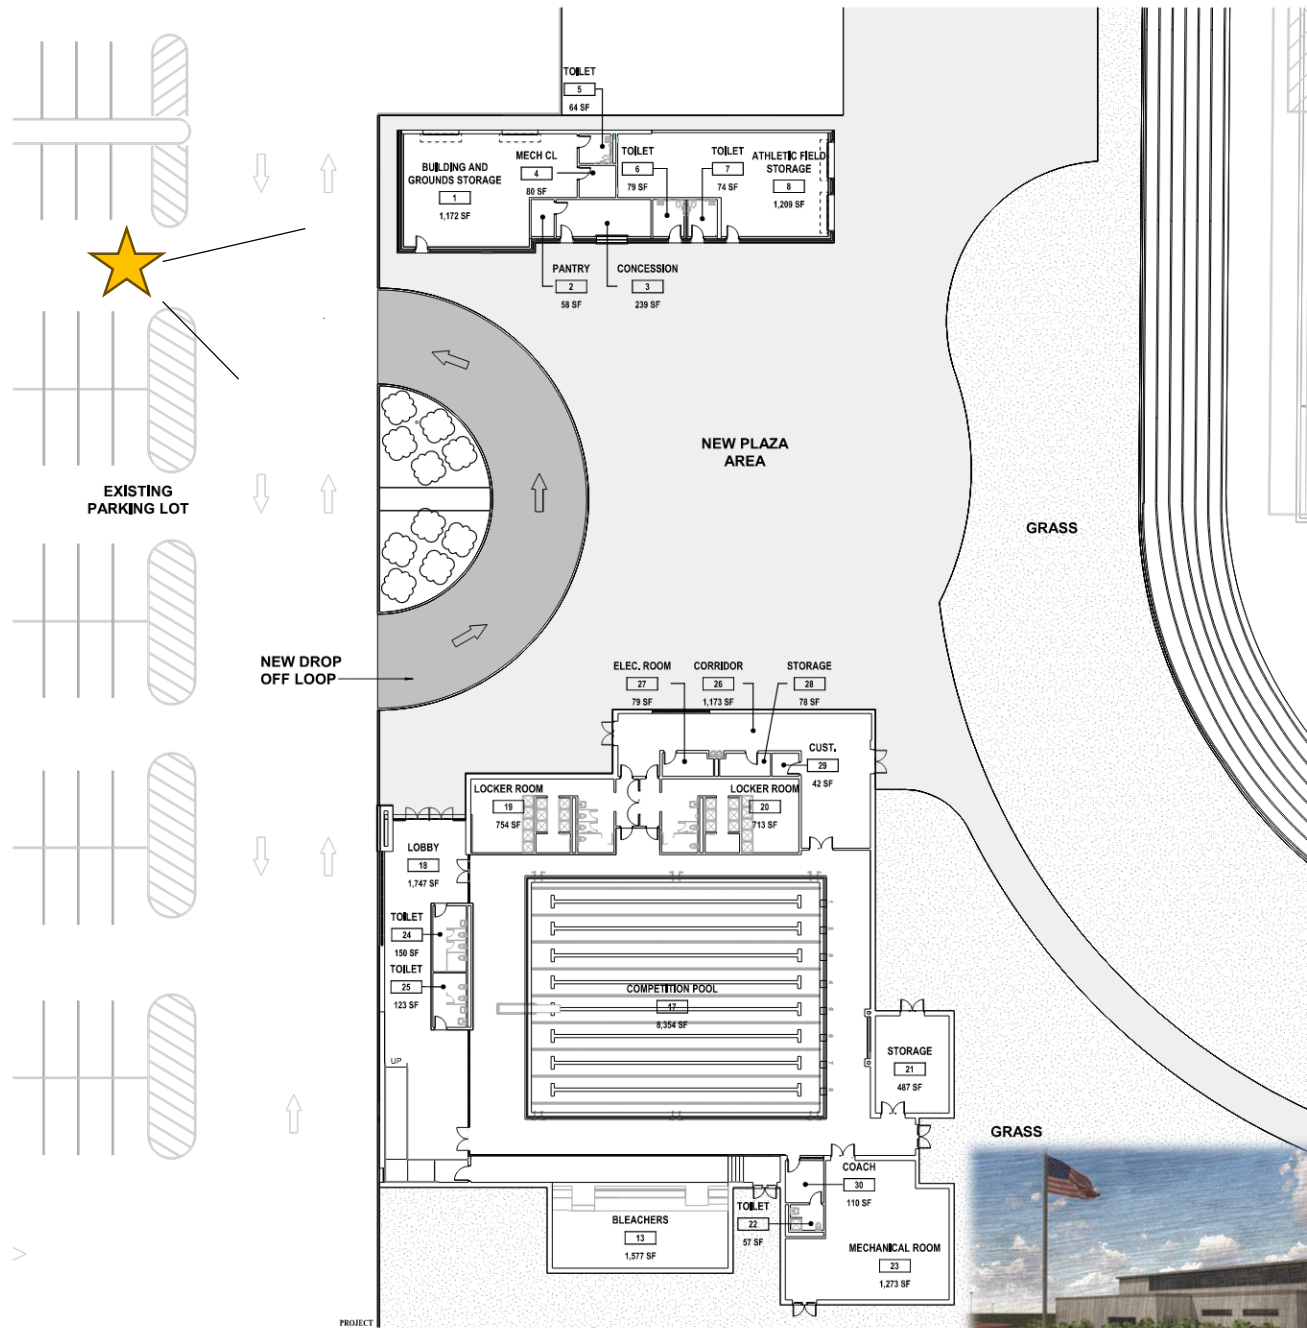 TOILET
5
64 SF
BUILDING AND
GROUNDS STORAGE
1
1,172 SF
MECH CL
4
80 SF
TOILET
6
79 SF
TOILET
7
74 SF
ATHLETIC FIELD
STORAGE
8
1,209 SF
PANTRY
2
58 SF
CONCESSION
3
239 SF
NEW PLAZA
AREA
EXISTING
PARKING LOT
GRASS
NEW DROP
OFF LOOP
ELEC. ROOM
27
79 SF
CORRIDOR
26
1,173 SF
STORAGE
28
78 SF
CUST.
29
42 SF
LOCKER ROOM
19
754 SF
LOCKER ROOM
20
713 SF
LOBBY
18
1,747 SF
TOILET
24
150 SF
TOILET
25
123 SF
COMPETITION POOL
17
8,354 SF
UP
STORAGE
21
487 SF
GRASS
COACH
30
110 SF
TOILET
22
57 SF
BLEACHERS
13
1,577 SF
MECHANICAL ROOM
23
1,273 SF
PROJECT